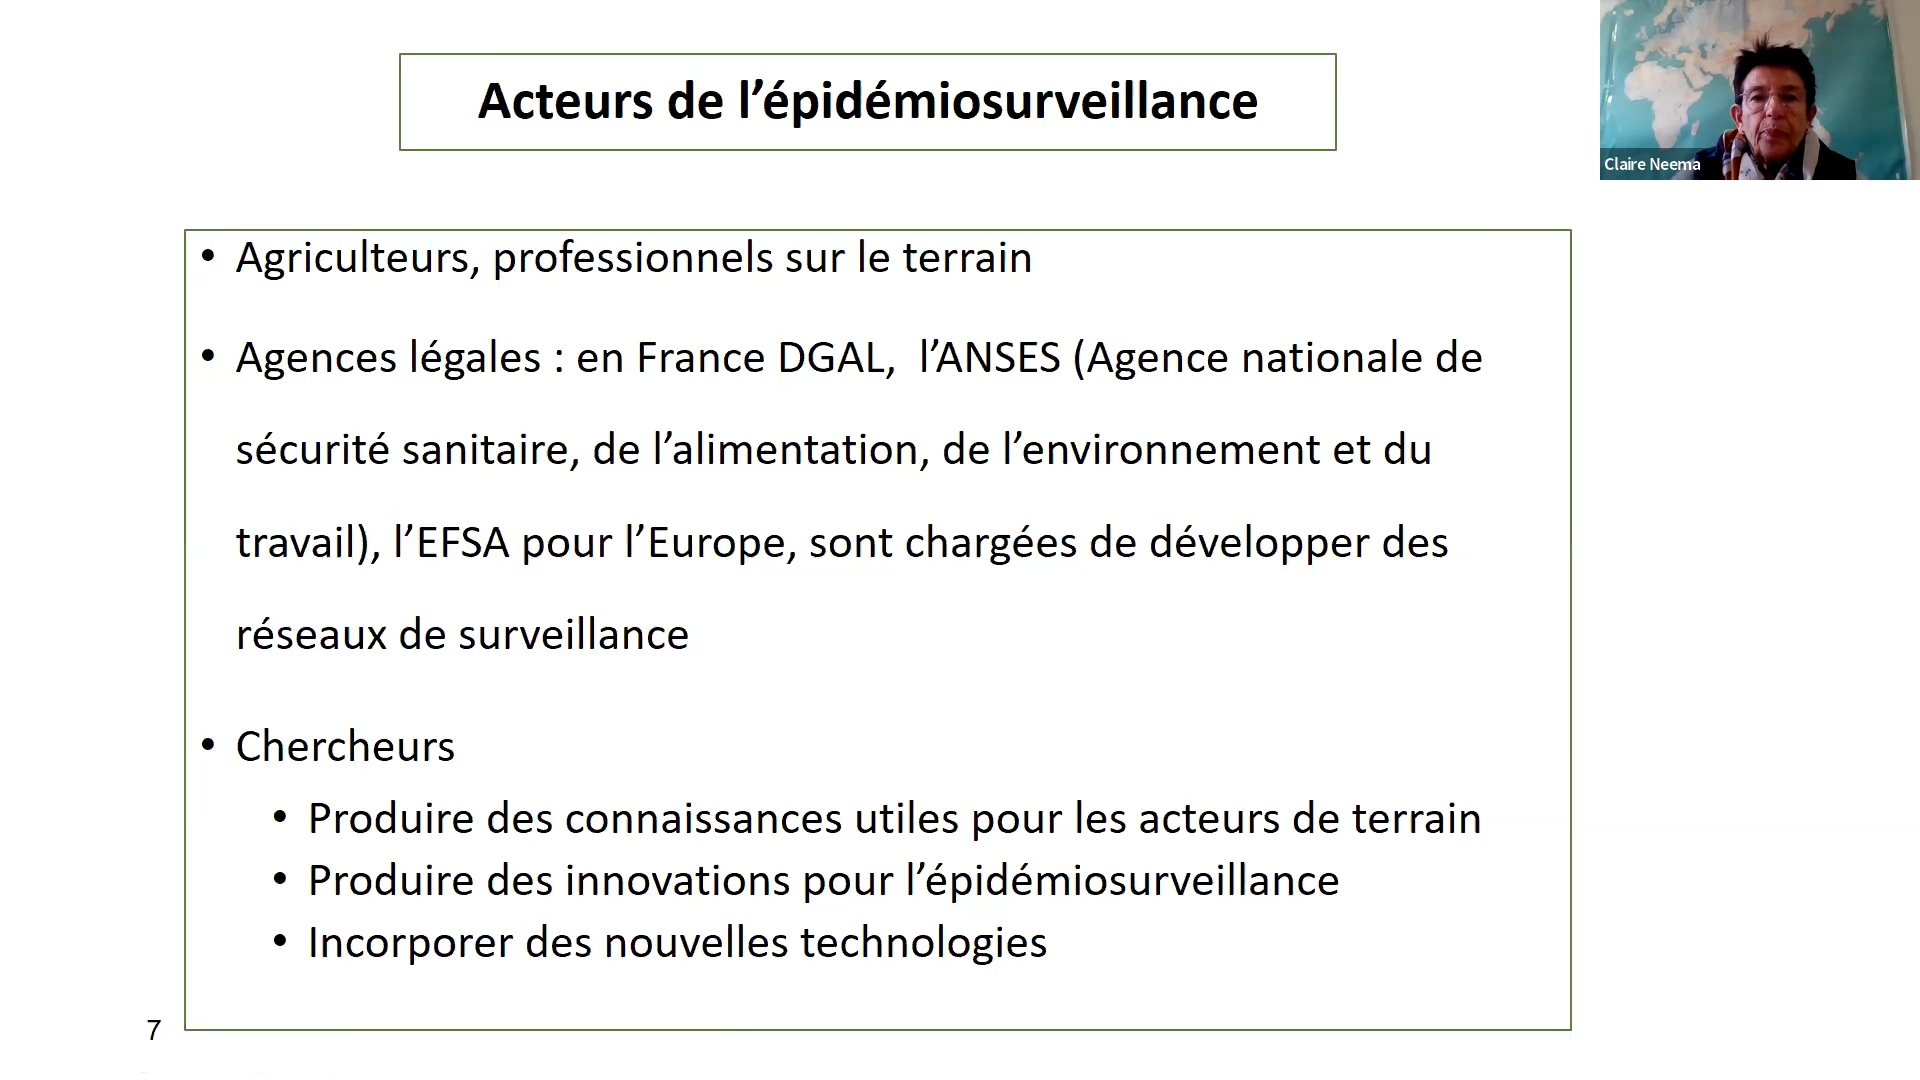 Acteurs de l’épidémiosurveillance
Claire Neema
• Agriculteurs, professionnels sur le terrain
• Agences légales : en France DGAL,  l’ANSES (Agence nationale de
sécurité sanitaire, de l’alimentation, de l’environnement et du
travail), l’EFSA pour l’Europe, sont chargées de développer des
réseaux de surveillance
• Chercheurs
• Produire des connaissances utiles pour les acteurs de terrain
• Produire des innovations pour l’épidémiosurveillance
• Incorporer des nouvelles technologies
7